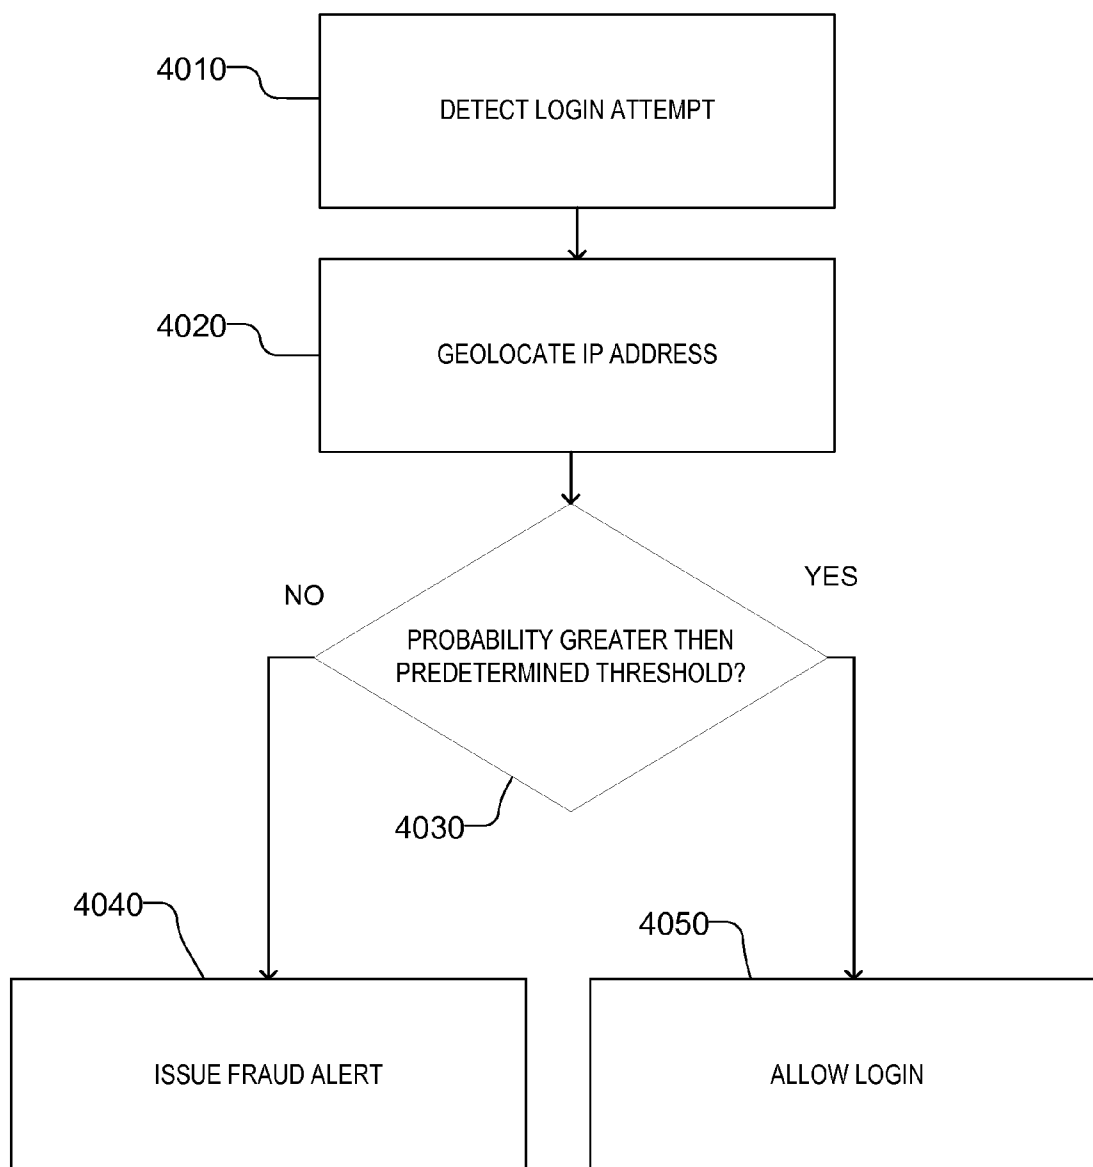 4010
DETECT LOGIN ATTEMPT
4020
GEOLOCATE IP ADDRESS
NO
YES
PROBABILITY GREATER THEN
PREDETERMINED THRESHOLD?
4030
4040
4050
ISSUE FRAUD ALERT
ALLOW LOGIN